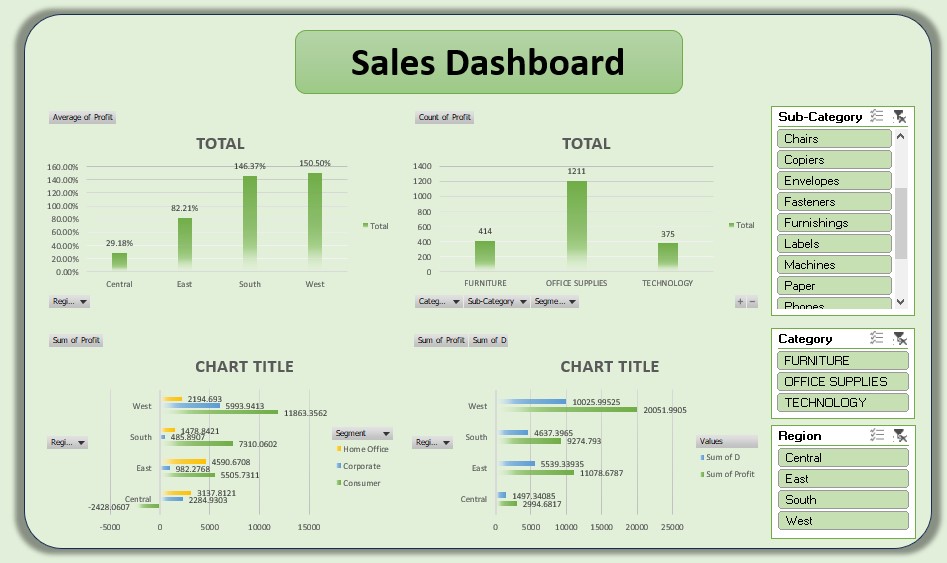 Sales Dashboard
Average of Profit
TOTAL
160.00%
140.00%
120.00%
100.00%
80.00%
60.00%
40.00%
20.00%
0.00%
29.18%
82.21%
146.37%
150.50%
Central
East
South
West
Total
Regi...
Count of Profit
TOTAL
1400
1200
1000
800
600
400
200
0
414
1211
375
FURNITURE
OFFICE SUPPLIES
TECHNOLOGY
Total
Categ...
Sub-Category
Segme...
Sub-Category
Chairs
Copiers
Envelopes
Fasteners
Furnishings
Labels
Machines
Paper
Phones
Sum of Profit
CHART TITLE
West
2194.693
5993.9413
11863.3562
South
1478.8421
485.8907
7310.0602
East
4590.6708
982.2768
5505.7311
Central
3137.8121
2284.9303
-2428.0607
-5000
0
5000
10000
15000
Regi...
Segment
Home Office
Corporate
Consumer
Sum of Profit
Sum of D
CHART TITLE
West
10025.99525
20051.9905
South
4637.3965
9274.793
East
5539.33935
11078.6787
Central
1497.34085
2994.6817
0
5000
10000
15000
20000
25000
Regi...
Values
Sum of D
Sum of Profit
Category
FURNITURE
OFFICE SUPPLIES
TECHNOLOGY
Region
Central
East
South
West